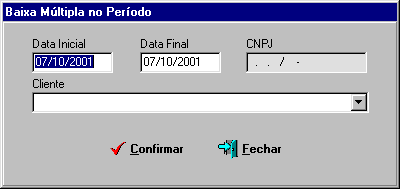 Baixa Múltipla no Período
Data Inicial Data Final CNPJ
07/10/2001 07/10/2001 . . / -
Cliente
Confirmar Fechar